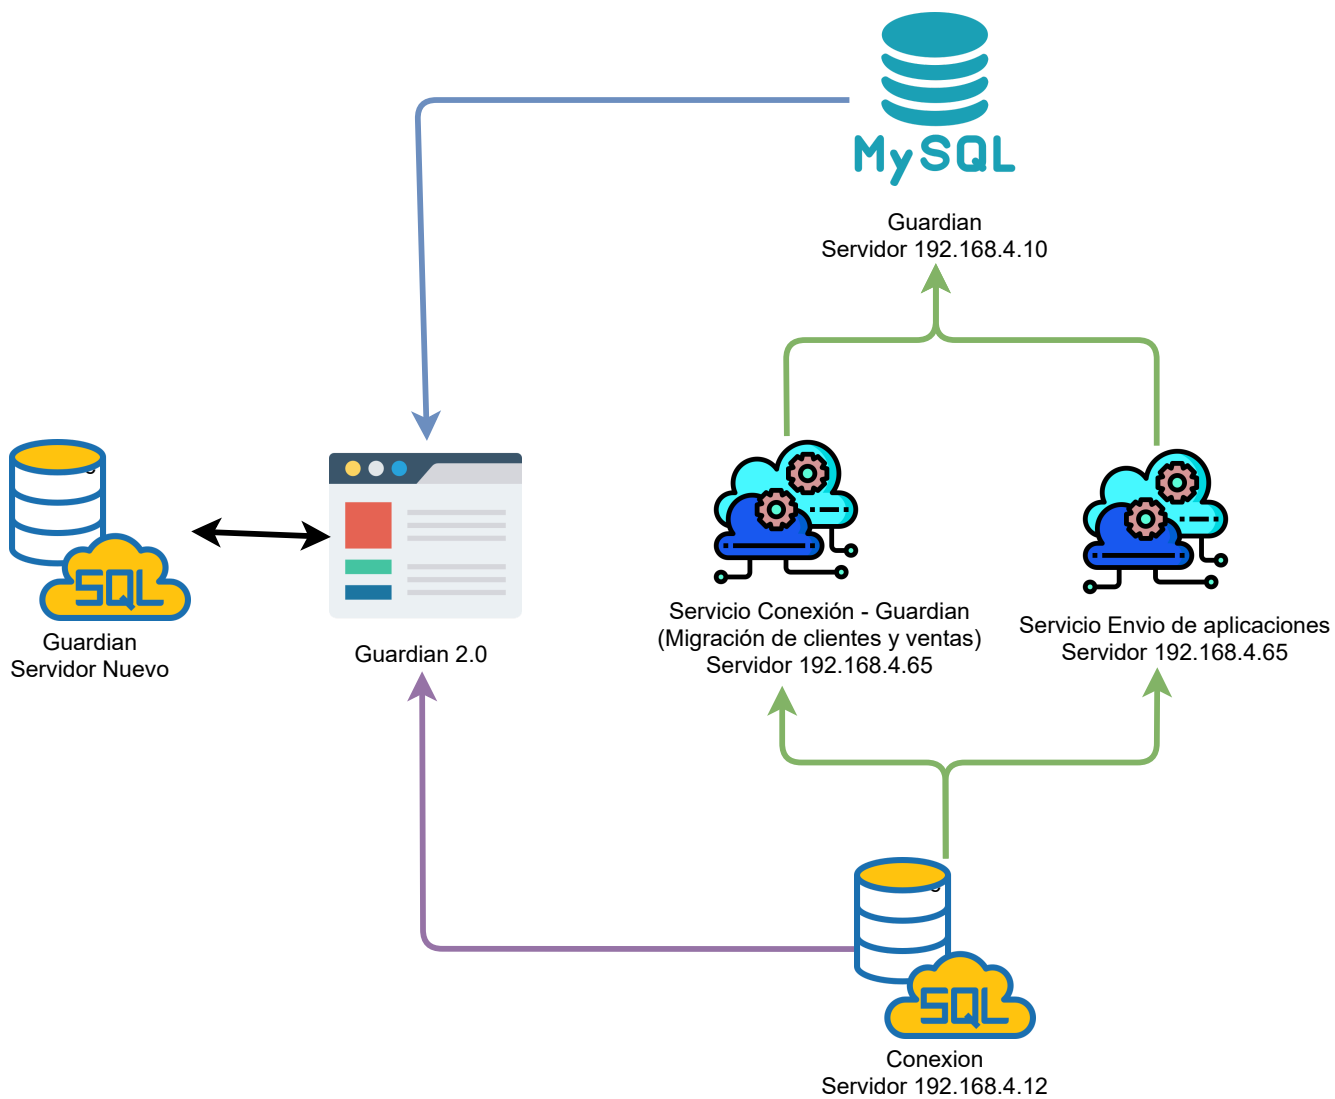 MySQL
Guardian
Servidor 192.168.4.10
SQL
Guardian
Servidor Nuevo
Guardian 2.0
Servicio Conexión - Guardian
(Migración de clientes y ventas)
Servidor 192.168.4.65
Servicio Envio de aplicaciones
Servidor 192.168.4.65
SQL
Conexion
Servidor 192.168.4.12